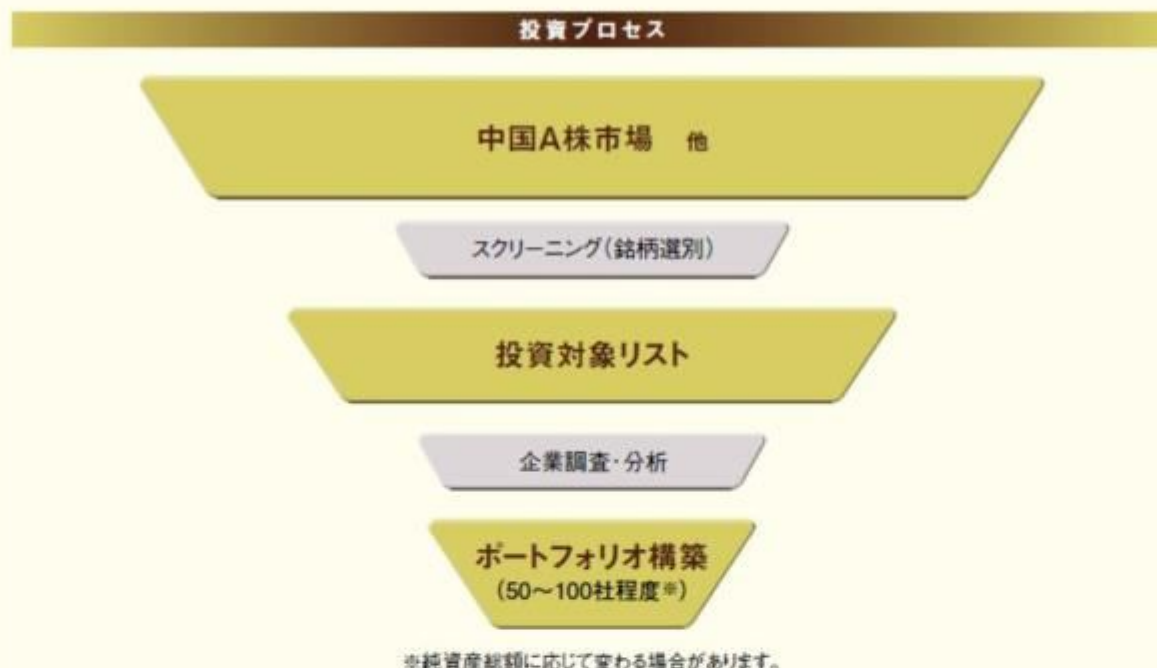 投資プロセス
中国A株市場　他
スクリーニング（銘柄選別）
投資対象リスト
企業調査・分析
ポートフォリオ構築
（50～100社程度※）
※純資産総額に応じて変わる場合があります。